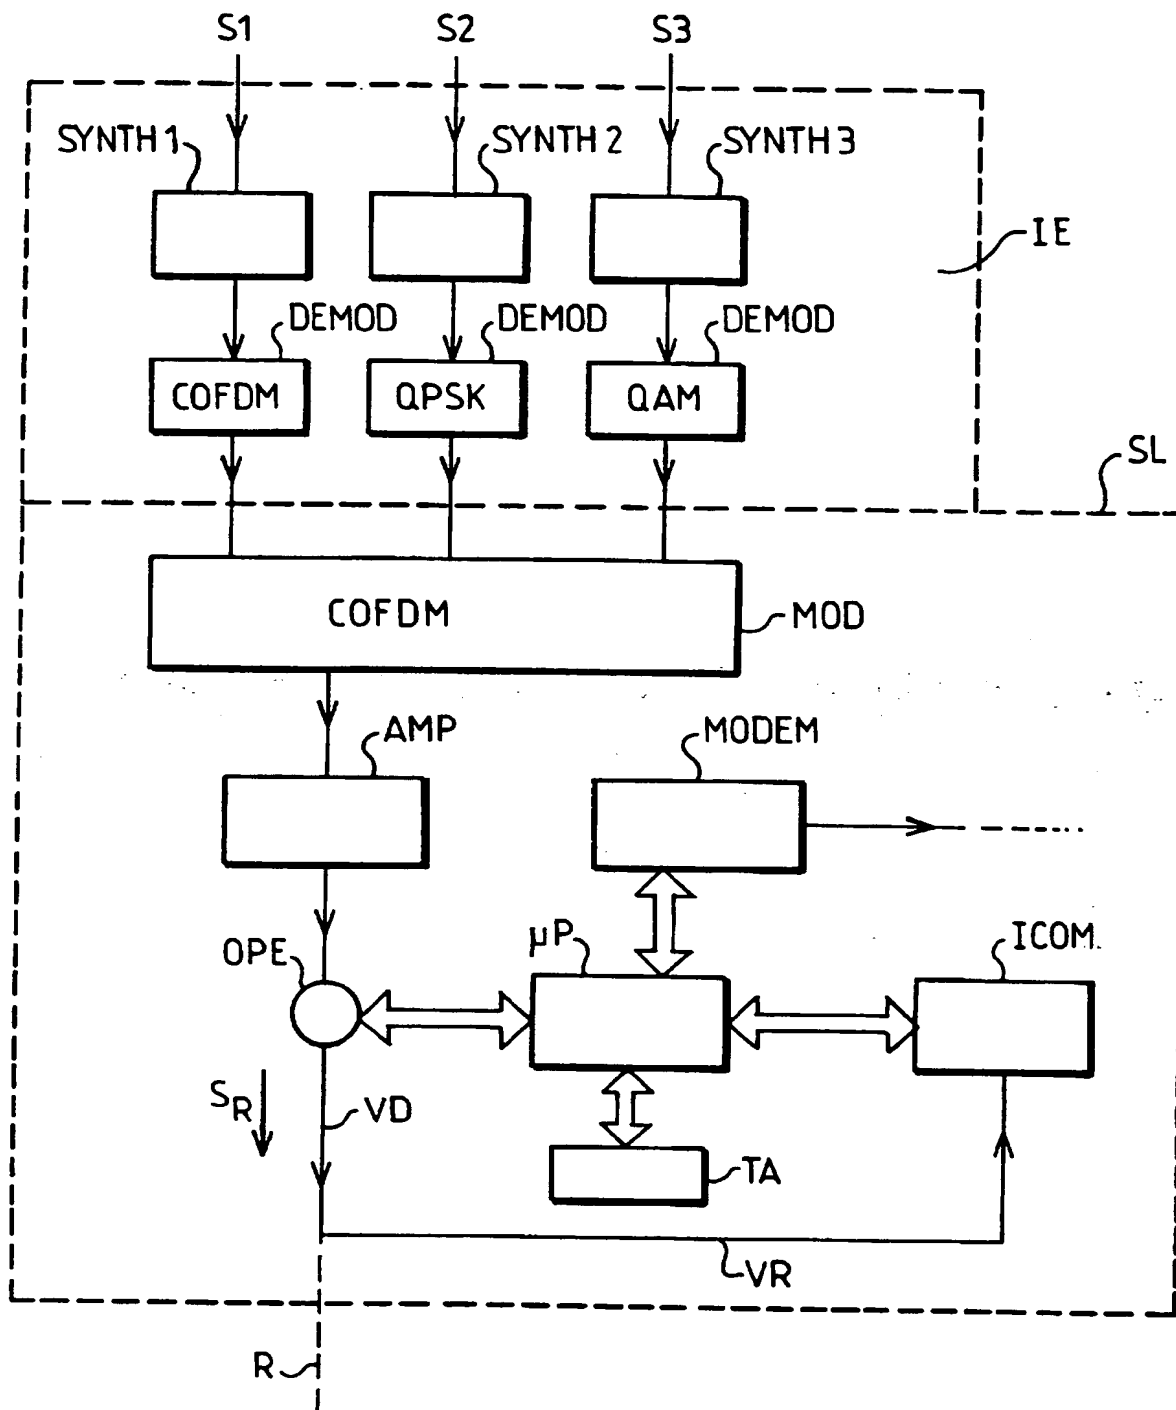 S1 S2 S3
SYNTH 1 SYNTH 2 SYNTH 3
IE
DEMOD DEMOD DEMOD
COFDM QPSK QAM
SL
COFDM
MOD
AMP MODEM
OPE µP ICOM.
SR VD
TA
VR
R